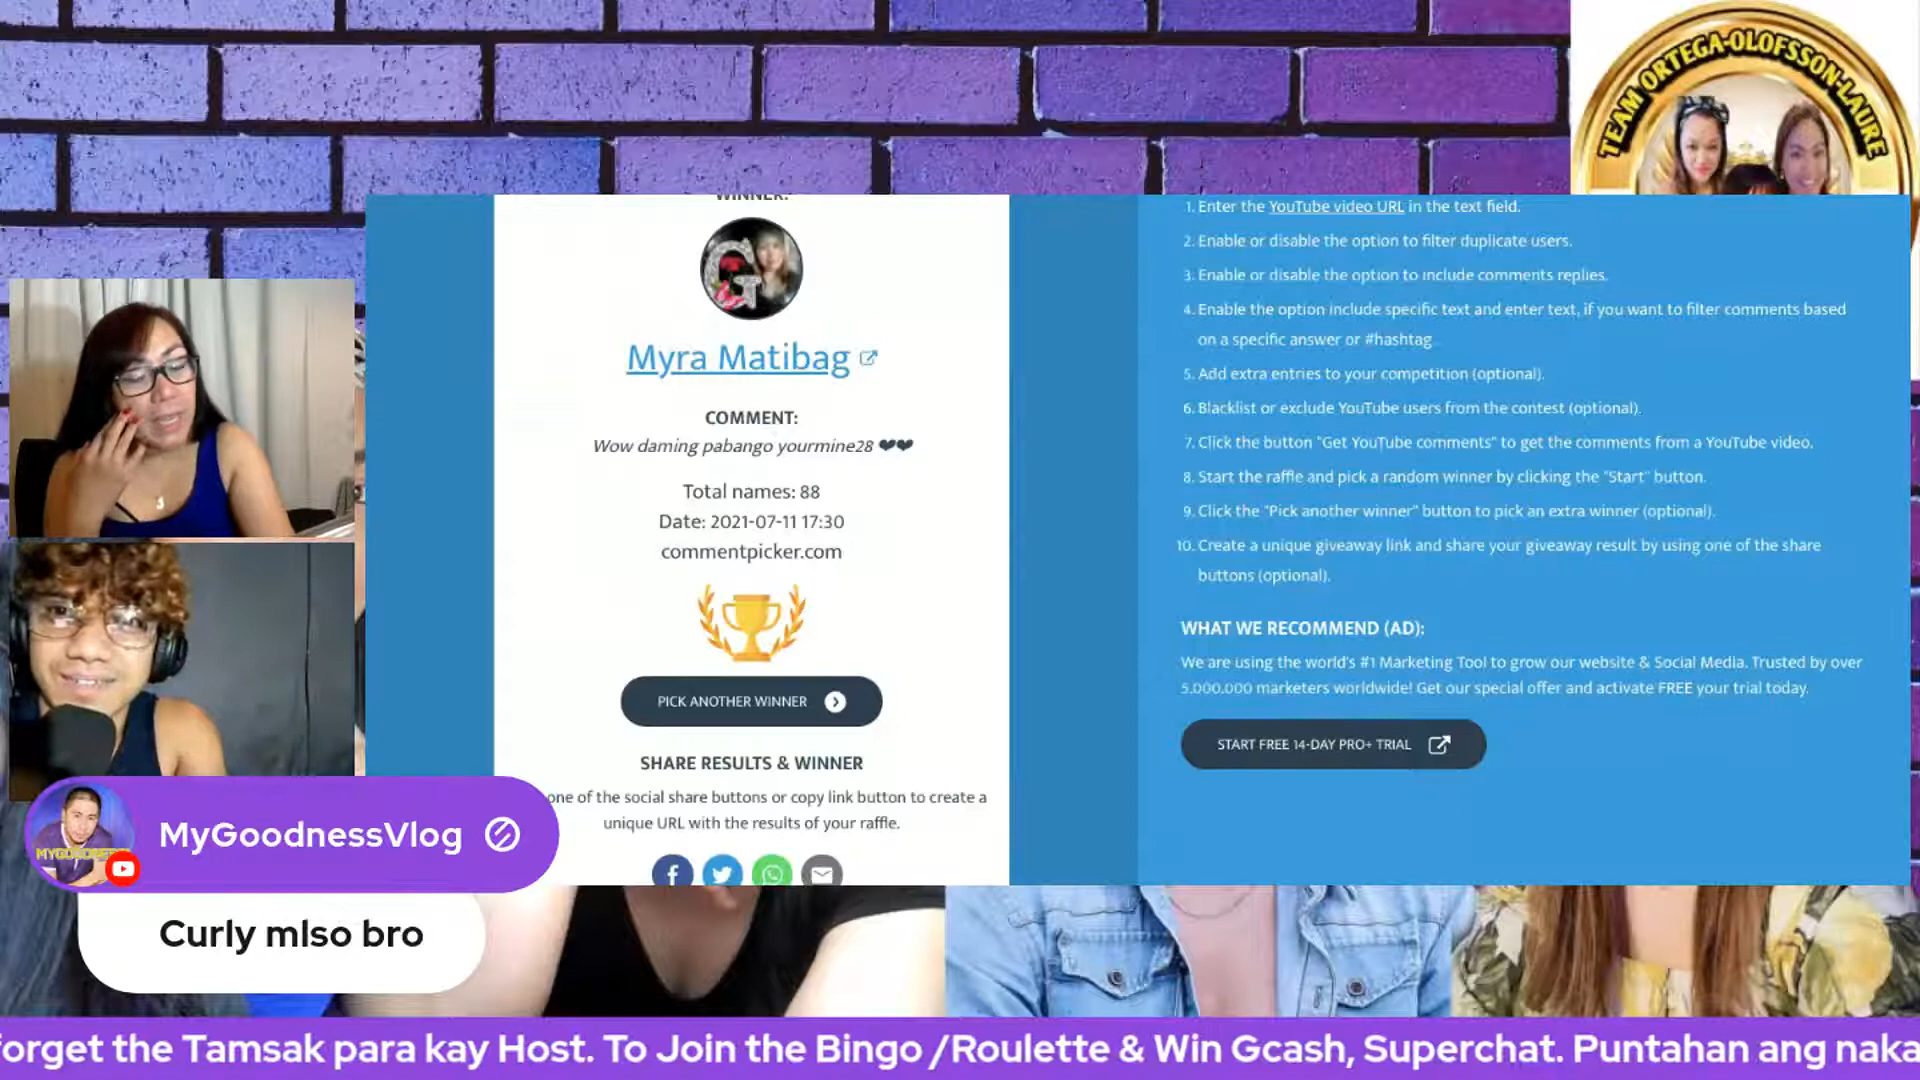 TEAM ORTEGA-OLOFSSON-LAURE
WINNER:
Myra Matibag
COMMENT:
Wow daming pabango yourmine28 ❤❤
Total names: 88
Date: 2021-07-11 17:30
commentpicker.com
PICK ANOTHER WINNER
SHARE RESULTS & WINNER
one of the social share buttons or copy link button to create a
unique URL with the results of your raffle.
1. Enter the YouTube video URL in the text field.
2. Enable or disable the option to filter duplicate users.
3. Enable or disable the option to include comments replies.
4. Enable the option include specific text and enter text, if you want to filter comments based
on a specific answer or #hashtag.
5. Add extra entries to your competition (optional).
6. Blacklist or exclude YouTube users from the contest (optional).
7. Click the button "Get YouTube comments" to get the comments from a YouTube video.
8. Start the raffle and pick a random winner by clicking the "Start" button.
9. Click the "Pick another winner" button to pick an extra winner (optional).
10. Create a unique giveaway link and share your giveaway result by using one of the share
buttons (optional).
WHAT WE RECOMMEND (AD):
We are using the world's #1 Marketing Tool to grow our website & Social Media. Trusted by over
5.000.000 marketers worldwide! Get our special offer and activate FREE your trial today.
START FREE 14-DAY PRO+ TRIAL
MyGoodnessVlog
Curly mlso bro
forget the Tamsak para kay Host. To Join the Bingo /Roulette & Win Gcash, Superchat. Puntahan ang naka